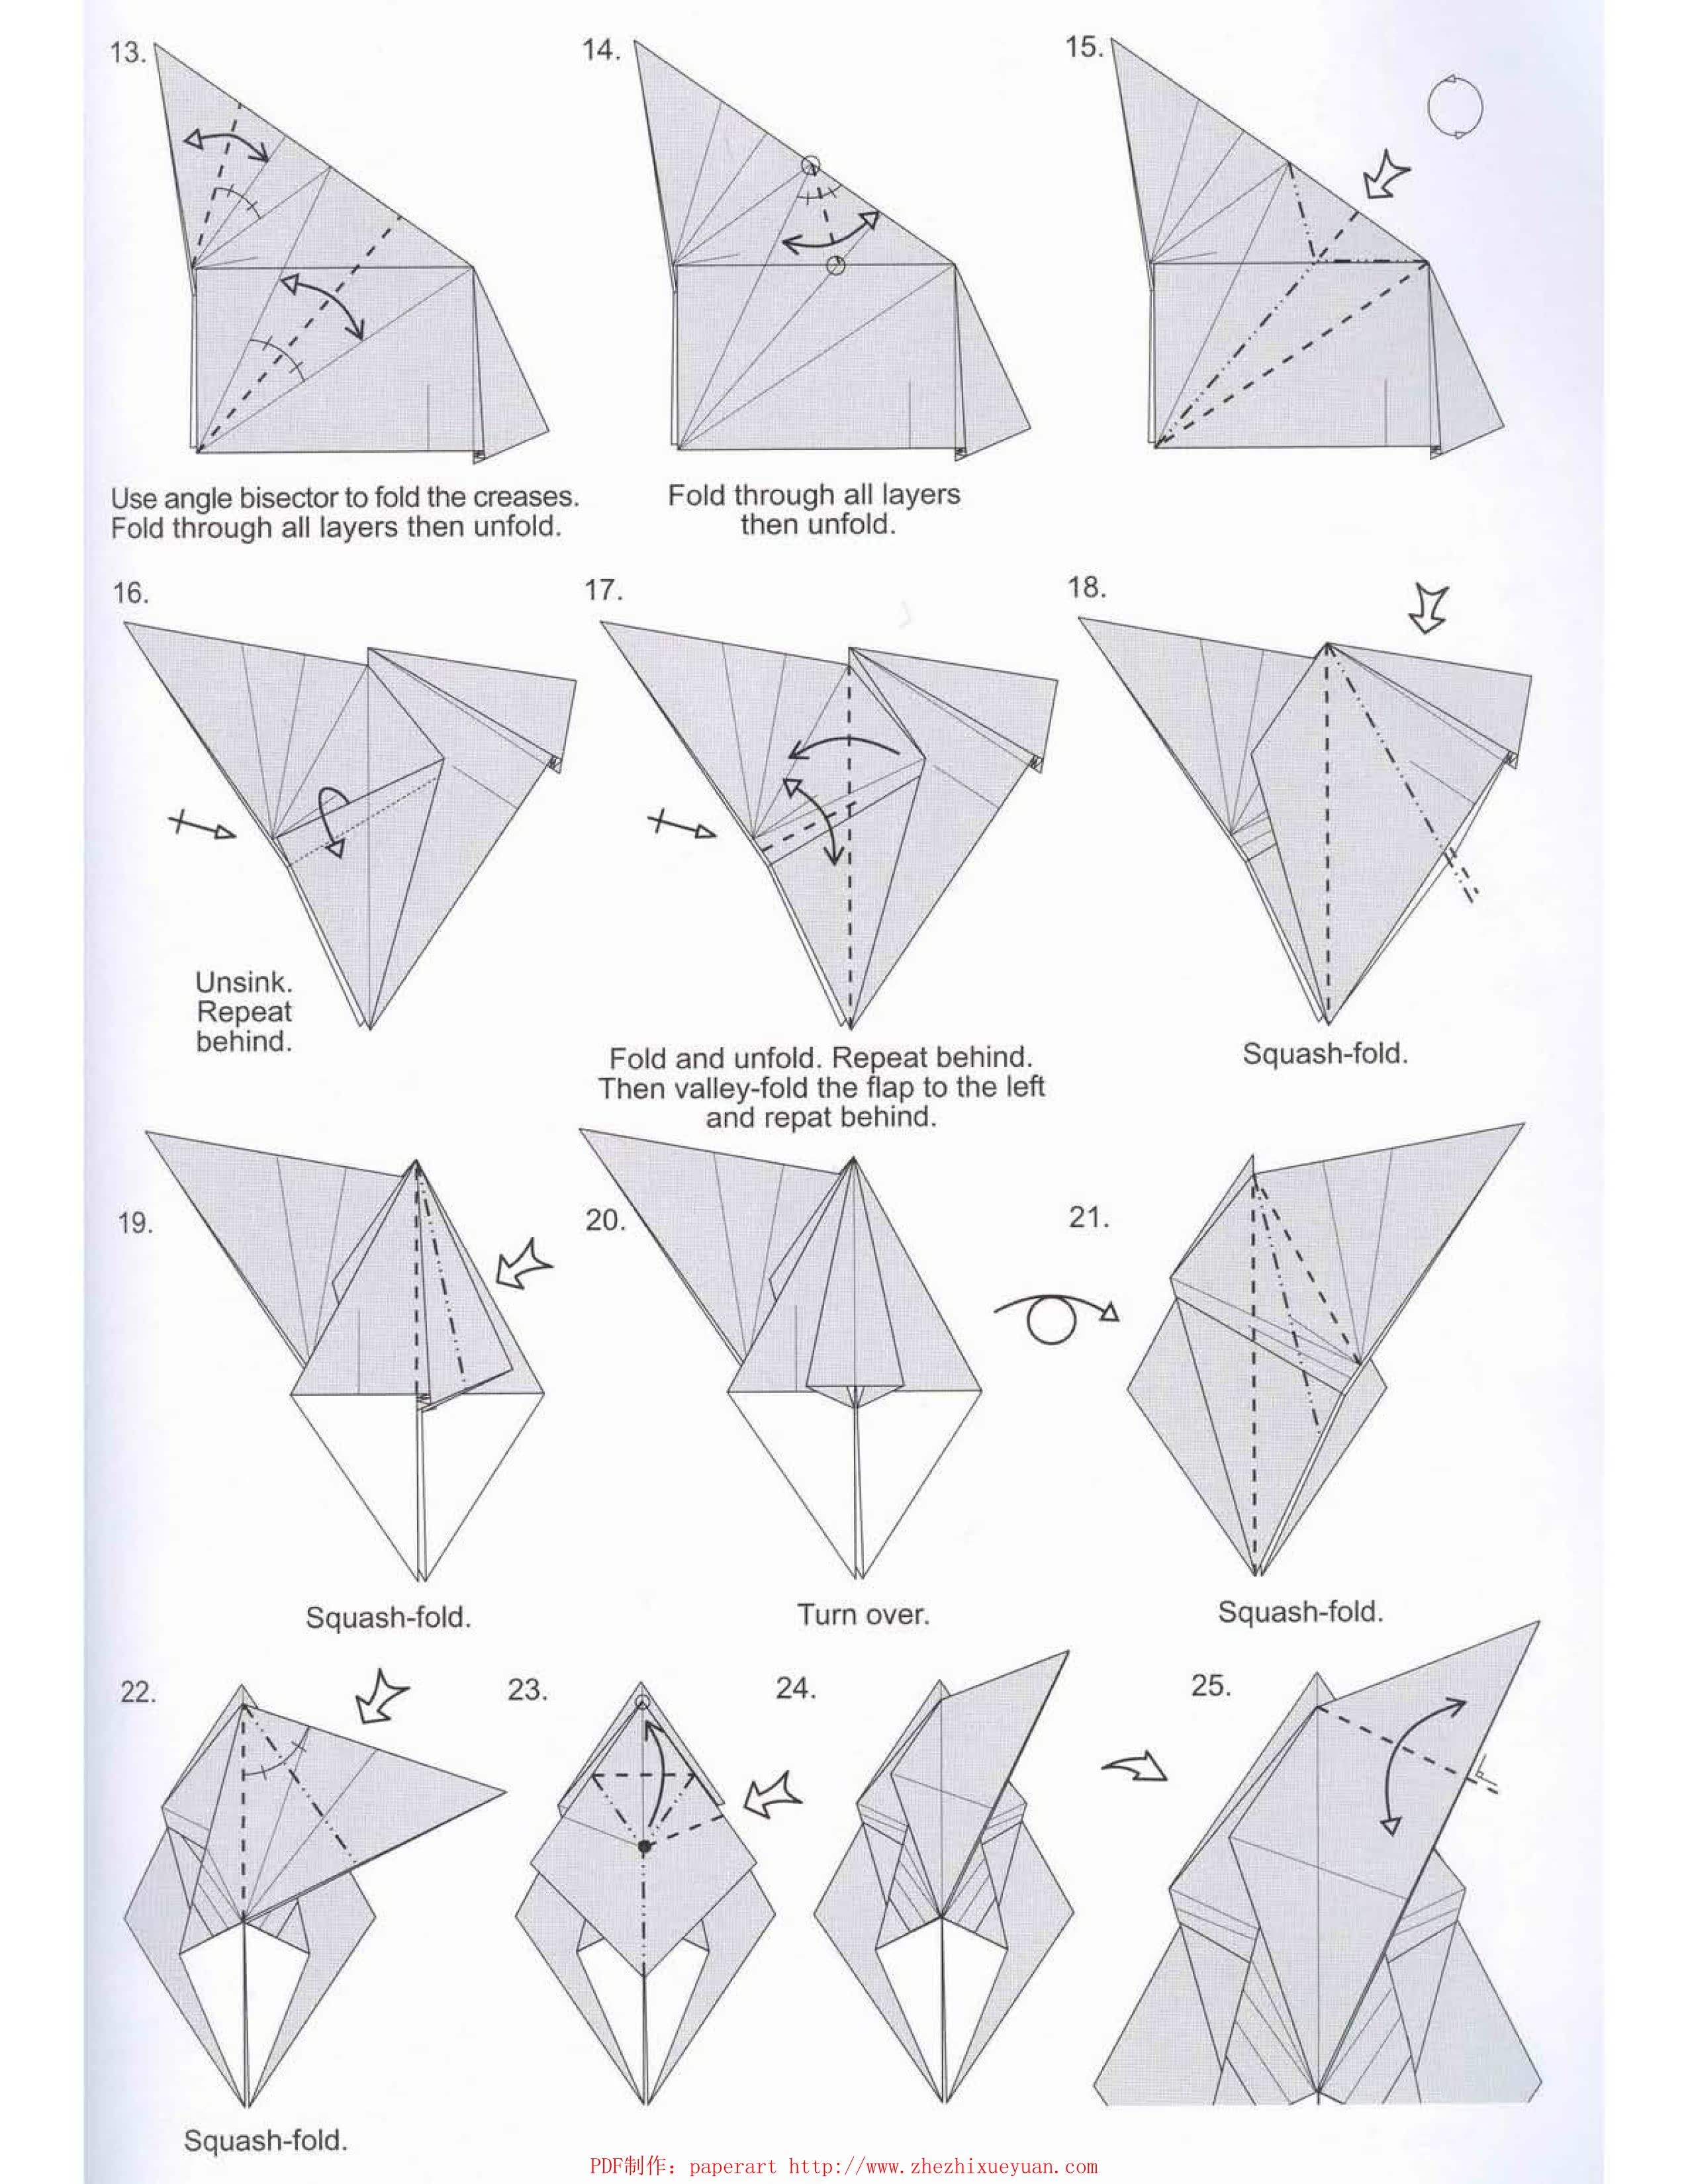 13.
14.
15.
Use angle bisector to fold the creases.
Fold through all layers then unfold.
Fold through all layers
then unfold.
16.
17.
18.
Unsink.
Repeat
behind.
Fold and unfold. Repeat behind.
Then valley-fold the flap to the left
and repat behind.
Squash-fold.
19.
20.
21.
Squash-fold.
Turn over.
Squash-fold.
22.
23.
24.
25.
Squash-fold.
PDF制作：paperart http://www.zhezhixueyuan.com